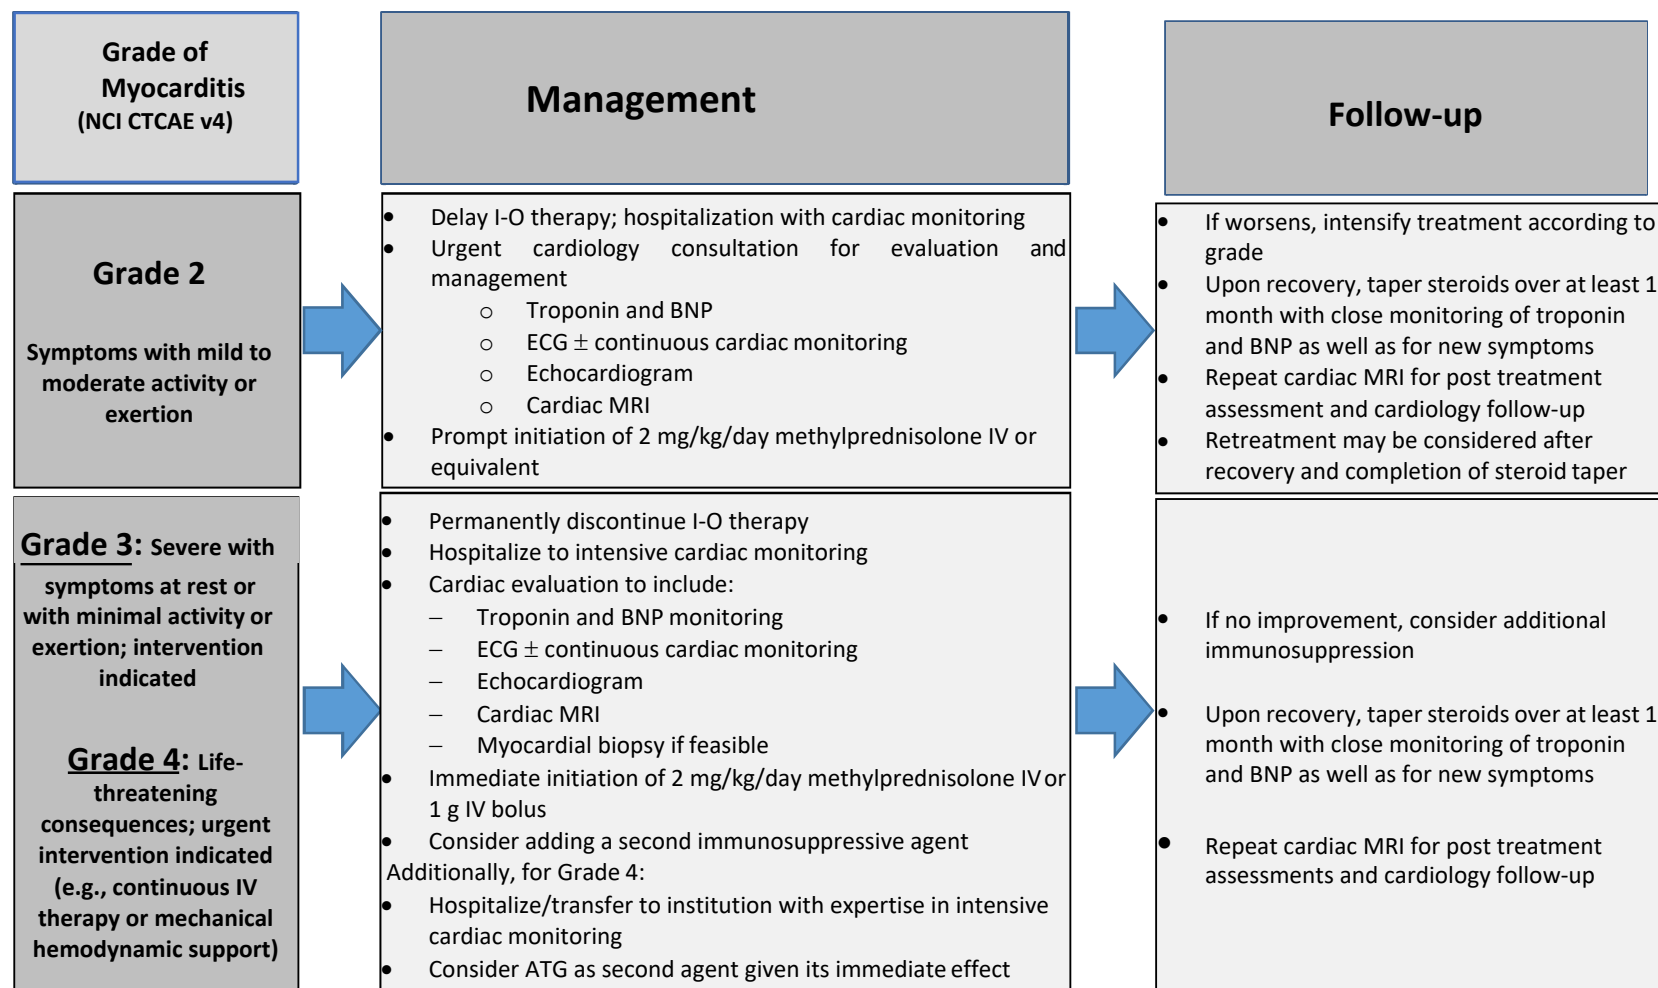 Grade of
Myocarditis
(NCI CTCAE v4)
Management
Follow-up
Grade 2
Symptoms with mild to
moderate activity or
exertion
• Delay I-O therapy; hospitalization with cardiac monitoring
• Urgent cardiology consultation for evaluation and
management
o Troponin and BNP
o ECG ± continuous cardiac monitoring
o Echocardiogram
o Cardiac MRI
• Prompt initiation of 2 mg/kg/day methylprednisolone IV or
equivalent
• If worsens, intensify treatment according to
grade
• Upon recovery, taper steroids over at least 1
month with close monitoring of troponin
and BNP as well as for new symptoms
• Repeat cardiac MRI for post treatment
assessment and cardiology follow-up
• Retreatment may be considered after
recovery and completion of steroid taper
Grade 3: Severe with
symptoms at rest or
with minimal activity or
exertion; intervention
indicated
Grade 4: Life-
threatening
consequences; urgent
intervention indicated
(e.g., continuous IV
therapy or mechanical
hemodynamic support)
• Permanently discontinue I-O therapy
• Hospitalize to intensive cardiac monitoring
• Cardiac evaluation to include:
– Troponin and BNP monitoring
– ECG ± continuous cardiac monitoring
– Echocardiogram
– Cardiac MRI
– Myocardial biopsy if feasible
• Immediate initiation of 2 mg/kg/day methylprednisolone IV or
1 g IV bolus
• Consider adding a second immunosuppressive agent
Additionally, for Grade 4:
• Hospitalize/transfer to institution with expertise in intensive
cardiac monitoring
• Consider ATG as second agent given its immediate effect
• If no improvement, consider additional
immunosuppression
• Upon recovery, taper steroids over at least 1
month with close monitoring of troponin
and BNP as well as for new symptoms
• Repeat cardiac MRI for post treatment
assessments and cardiology follow-up